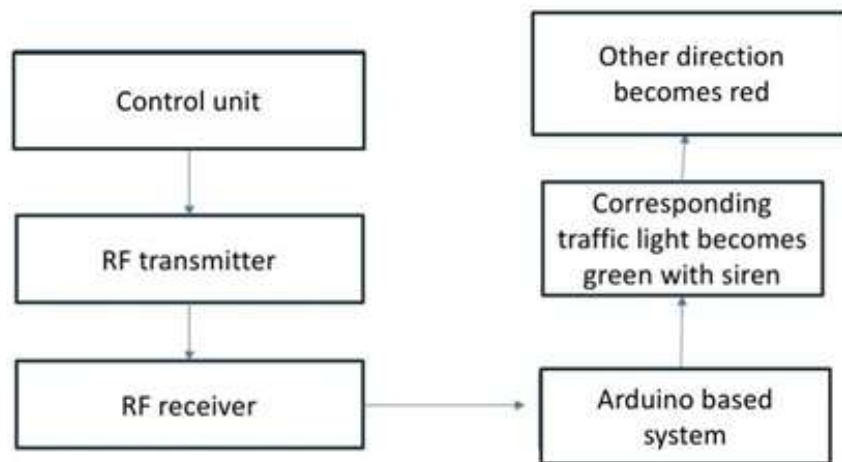 Control unit
RF transmitter
RF receiver
Arduino based
system
Corresponding
traffic light becomes
green with siren
Other direction
becomes red